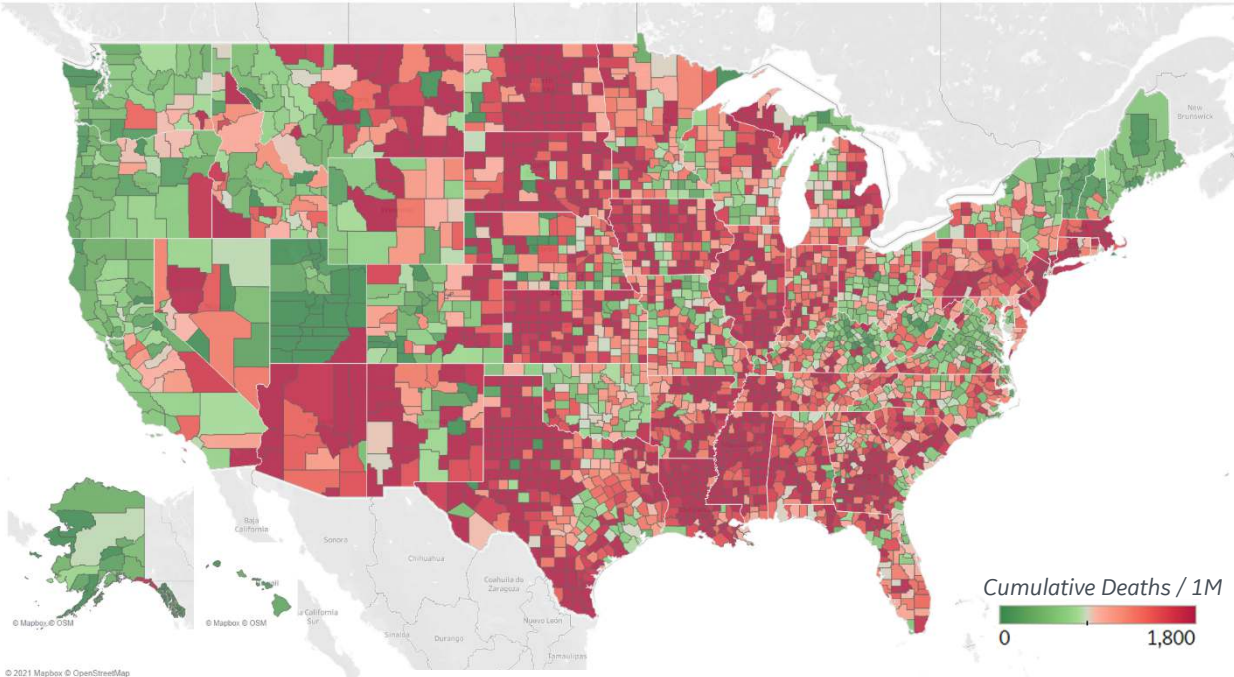 New
Brunswick
Baja
California
Sonora
Chihuahua
Coahuila de
Zaragoza
Nuevo León
Tamaulipas
Durango
Sinaloa
a California
Sur
© Mapbox © OSM
© Mapbox © OSM
© 2021 Mapbox © OpenStreetMap
Cumulative Deaths / 1M
0
1,800